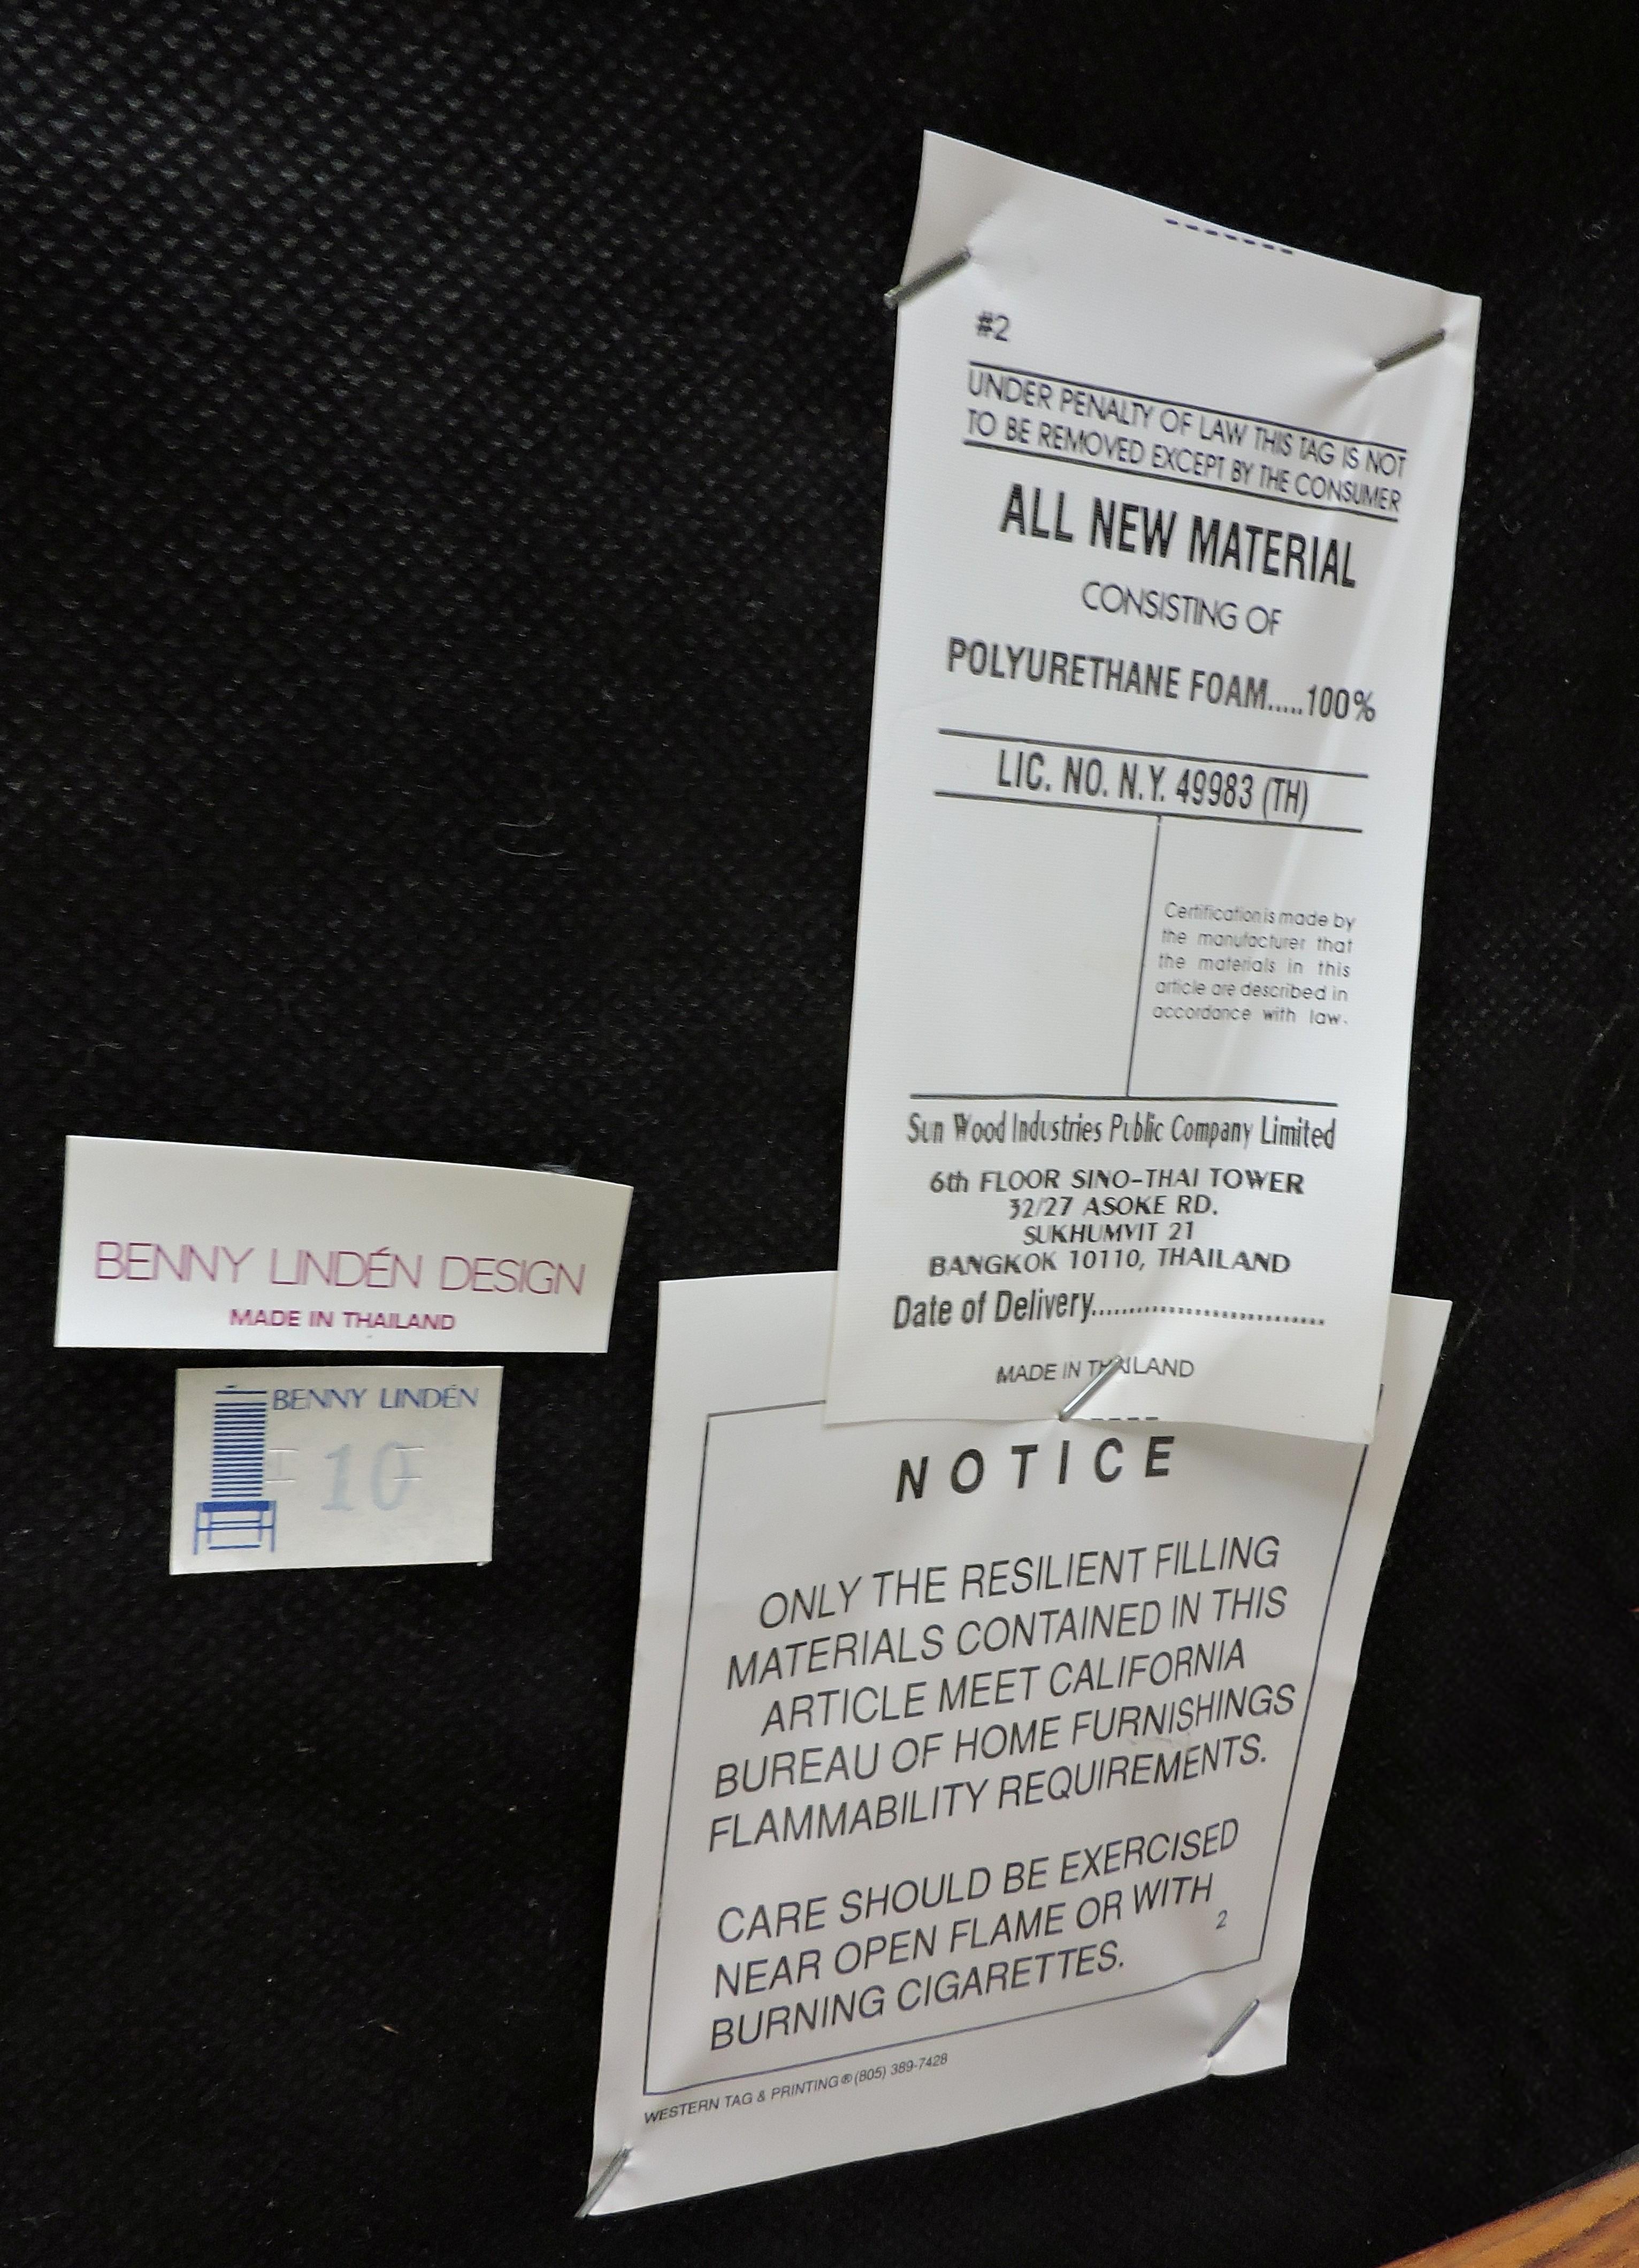 #2
UNDER PENALTY OF LAW THIS TAG IS NOT
TO BE REMOVED EXCEPT BY THE CONSUMER
ALL NEW MATERIAL
CONSISTING OF
POLYURETHANE FOAM.....100%
LIC. NO. N.Y. 49983 (TH)
Certification is made by
the manufacturer that
the materials in this
article are described in
accordance with law.
Sun Wood Industries Public Company Limited
6th FLOOR SINO-THAI TOWER
32/27 ASOKE RD.
SUKHUMVIT 21
BANGKOK 10110, THAILAND
Date of Delivery..............................
MADE IN THAILAND
BENNY LINDÉN DESIGN
MADE IN THAILAND
BENNY LINDÉN
10
NOTICE
ONLY THE RESILIENT FILLING
MATERIALS CONTAINED IN THIS
ARTICLE MEET CALIFORNIA
BUREAU OF HOME FURNISHINGS
FLAMMABILITY REQUIREMENTS.
CARE SHOULD BE EXERCISED
NEAR OPEN FLAME OR WITH
BURNING CIGARETTES.
2
WESTERN TAG & PRINTING® (805) 389-7428